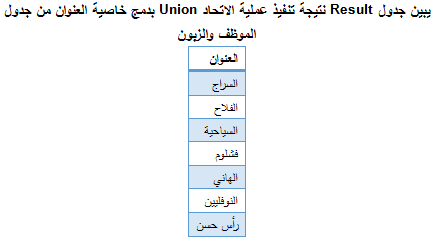 يبين جدول Result نتيجة تنفيذ عملية الاتحاد Union بدمج خاصية العنوان من جدول
الموظف والزبون
العنوان
السراج
الفلاح
السياحية
فشلوم
الهاني
النوفليين
رأس حسن